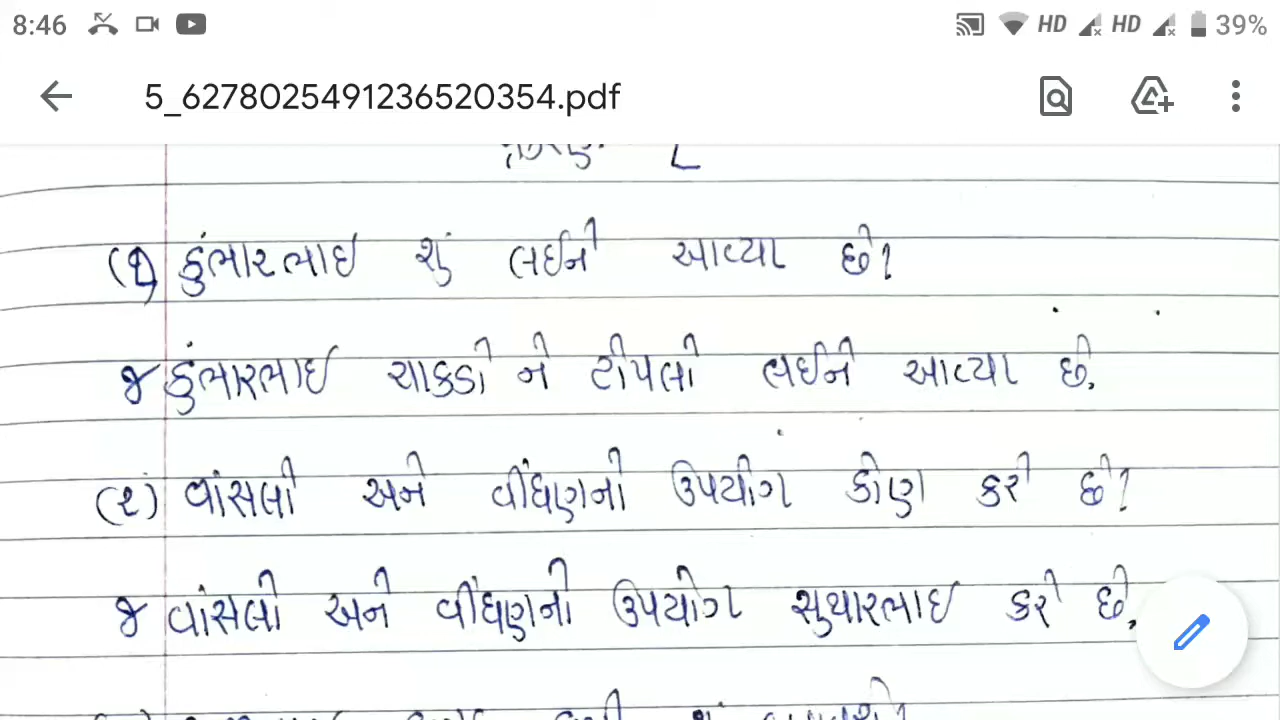 8:46 HD HD 39%
5_6278025491236520354.pdf
(૧) કુંભારભાઇ શું લઈને આવ્યા છે?
જ કુંભારભાઇ ચાકડો ને ટીપલો લઈને આવ્યા છે.
(૨) વાંસલો અને વીંધણનો ઉપયોગ કોણ કરે છે?
જ વાંસલો અને વીંધણનો ઉપયોગ સુથારભાઇ કરે છે.